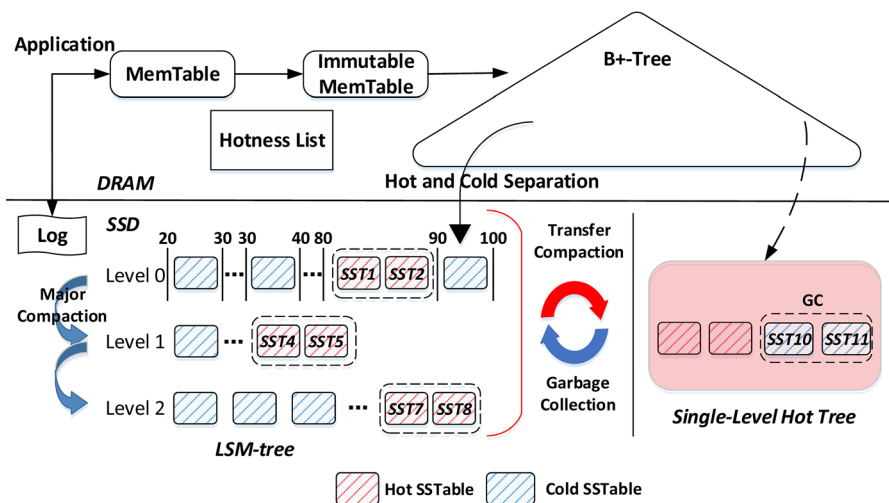 Application
MemTable
Immutable
MemTable
B+-Tree
Hotness List
DRAM
Hot and Cold Separation
Log
SSD
20 30 30 40 80 90 100
Level 0
...
...
SST1
SST2
Major
Compaction
Level 1
...
SST4
SST5
Level 2
...
SST7
SST8
LSM-tree
Transfer
Compaction
Garbage
Collection
GC
SST10
SST11
Single-Level Hot Tree
Hot SSTable
Cold SSTable